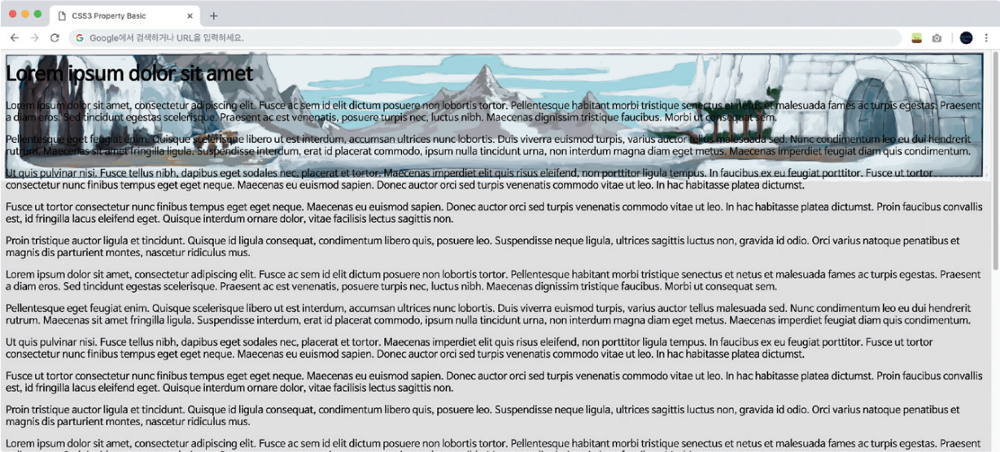 CSS3 Property Basic
Google에서 검색하거나 URL을 입력하세요.
Lorem ipsum dolor sit amet
Lorem ipsum dolor sit amet, consectetur adipiscing elit. Fusce ac sem id elit dictum posuere non lobortis tortor. Pellentesque habitant morbi tristique senectus et netus et malesuada fames ac turpis egestas. Praesent
a diam eros. Sed tincidunt egestas scelerisque. Praesent ac est venenatis, posuere turpis nec, luctus nibh. Maecenas dignissim tristique faucibus. Morbi ut consequat sem.
Pellentesque eget feugiat enim. Quisque scelerisque libero ut est interdum, accumsan ultrices nunc lobortis. Duis viverra euismod turpis, varius auctor tellus malesuada sed. Nunc condimentum leo eu dui hendrerit
rutrum. Maecenas sit amet fringilla ligula. Suspendisse interdum, erat id placerat commodo, ipsum nulla tincidunt urna, non interdum magna diam eget metus. Maecenas imperdiet feugiat diam quis condimentum.
Ut quis pulvinar nisi. Fusce tellus nibh, dapibus eget sodales nec, placerat et tortor. Maecenas imperdiet elit quis risus eleifend, non porttitor ligula tempus. In faucibus ex eu feugiat porttitor. Fusce ut tortor
consectetur nunc finibus tempus eget eget neque. Maecenas eu euismod sapien. Donec auctor orci sed turpis venenatis commodo vitae ut leo. In hac habitasse platea dictumst.
Fusce ut tortor consectetur nunc finibus tempus eget eget neque. Maecenas eu euismod sapien. Donec auctor orci sed turpis venenatis commodo vitae ut leo. In hac habitasse platea dictumst. Proin faucibus convallis
est, id fringilla lacus eleifend eget. Quisque interdum ornare dolor, vitae facilisis lectus sagittis non.
Proin tristique auctor ligula et tincidunt. Quisque id ligula consequat, condimentum libero quis, posuere leo. Suspendisse neque ligula, ultrices sagittis luctus non, gravida id odio. Orci varius natoque penatibus et
magnis dis parturient montes, nascetur ridiculus mus.
Lorem ipsum dolor sit amet, consectetur adipiscing elit. Fusce ac sem id elit dictum posuere non lobortis tortor. Pellentesque habitant morbi tristique senectus et netus et malesuada fames ac turpis egestas. Praesent
a diam eros. Sed tincidunt egestas scelerisque. Praesent ac est venenatis, posuere turpis nec, luctus nibh. Maecenas dignissim tristique faucibus. Morbi ut consequat sem.
Pellentesque eget feugiat enim. Quisque scelerisque libero ut est interdum, accumsan ultrices nunc lobortis. Duis viverra euismod turpis, varius auctor tellus malesuada sed. Nunc condimentum leo eu dui hendrerit
rutrum. Maecenas sit amet fringilla ligula. Suspendisse interdum, erat id placerat commodo, ipsum nulla tincidunt urna, non interdum magna diam eget metus. Maecenas imperdiet feugiat diam quis condimentum.
Ut quis pulvinar nisi. Fusce tellus nibh, dapibus eget sodales nec, placerat et tortor. Maecenas imperdiet elit quis risus eleifend, non porttitor ligula tempus. In faucibus ex eu feugiat porttitor. Fusce ut tortor
consectetur nunc finibus tempus eget eget neque. Maecenas eu euismod sapien. Donec auctor orci sed turpis venenatis commodo vitae ut leo. In hac habitasse platea dictumst.
Fusce ut tortor consectetur nunc finibus tempus eget eget neque. Maecenas eu euismod sapien. Donec auctor orci sed turpis venenatis commodo vitae ut leo. In hac habitasse platea dictumst. Proin faucibus convallis
est, id fringilla lacus eleifend eget. Quisque interdum ornare dolor, vitae facilisis lectus sagittis non.
Proin tristique auctor ligula et tincidunt. Quisque id ligula consequat, condimentum libero quis, posuere leo. Suspendisse neque ligula, ultrices sagittis luctus non, gravida id odio. Orci varius natoque penatibus et
magnis dis parturient montes, nascetur ridiculus mus.
Lorem ipsum dolor sit amet, consectetur adipiscing elit. Fusce ac sem id elit dictum posuere non lobortis tortor. Pellentesque habitant morbi tristique senectus et netus et malesuada fames ac turpis egestas. Praesent